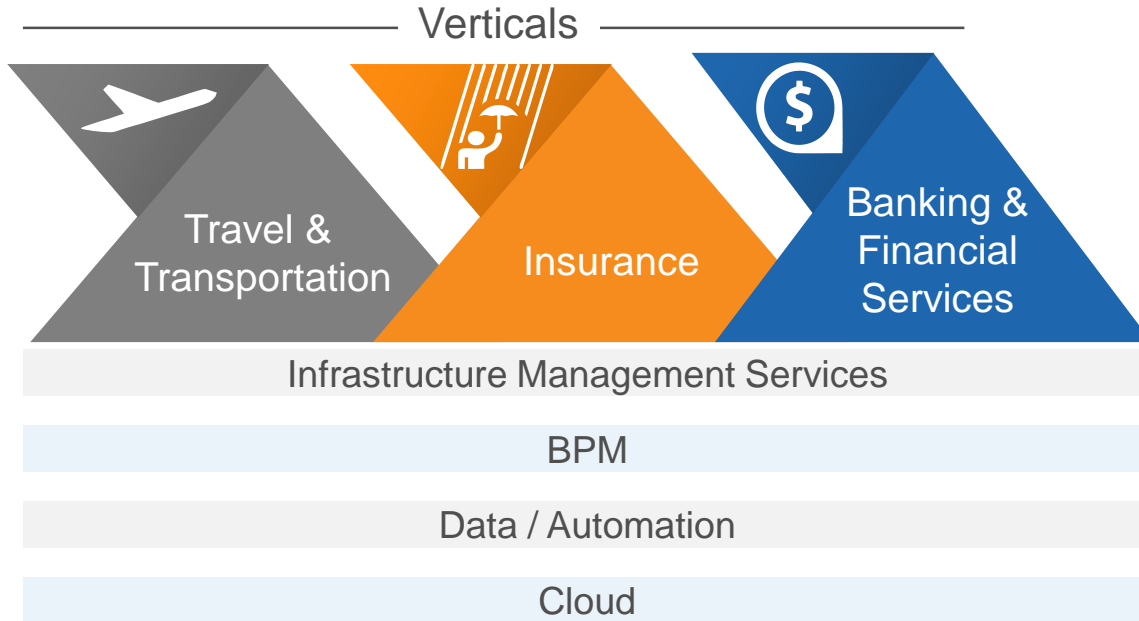 Verticals
Travel &
Transportation
Insurance
$
Banking &
Financial
Services
Infrastructure Management Services
BPM
Data / Automation
Cloud